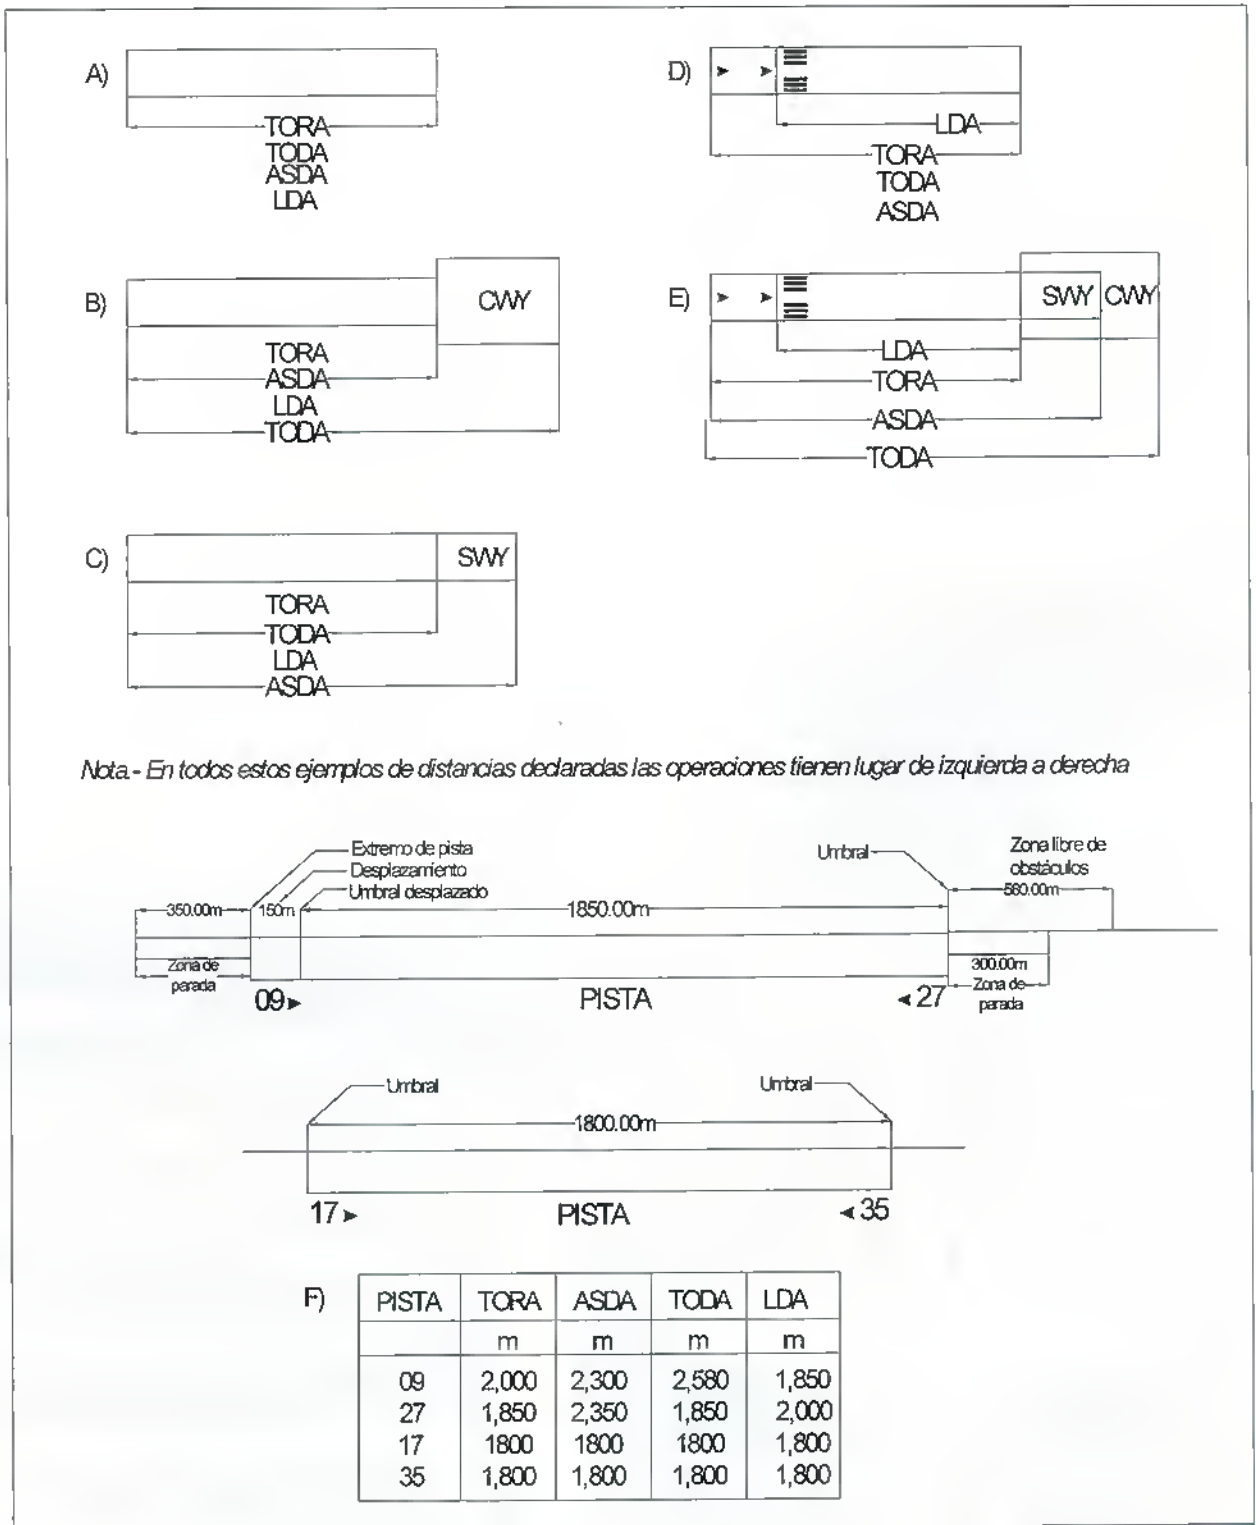 A)
TORA
TODA
ASDA
LDA
B)
CWY
TORA
ASDA
LDA
TODA
C)
SWY
TORA
TODA
LDA
ASDA
D)
LDA
TORA
TODA
ASDA
E)
SWY CWY
LDA
TORA
ASDA
TODA
Nota.- En todos estos ejemplos de distancias declaradas las operaciones tienen lugar de izquierda a derecha
Extremo de pista
Desplazamiento
Umbral desplazado
Umbral
Zona libre de
obstáculos
580.00m
350.00m 150m 1850.00m
Zona de
parada
300.00m
Zona de
parada
09 PISTA 27
Umbral Umbral
1800.00m
17 PISTA 35
F)
PISTA TORA ASDA TODA LDA
m m m m
09 2,000 2,300 2,580 1,850
27 1,850 2,350 1,850 2,000
17 1800 1800 1800 1,800
35 1,800 1,800 1,800 1,800